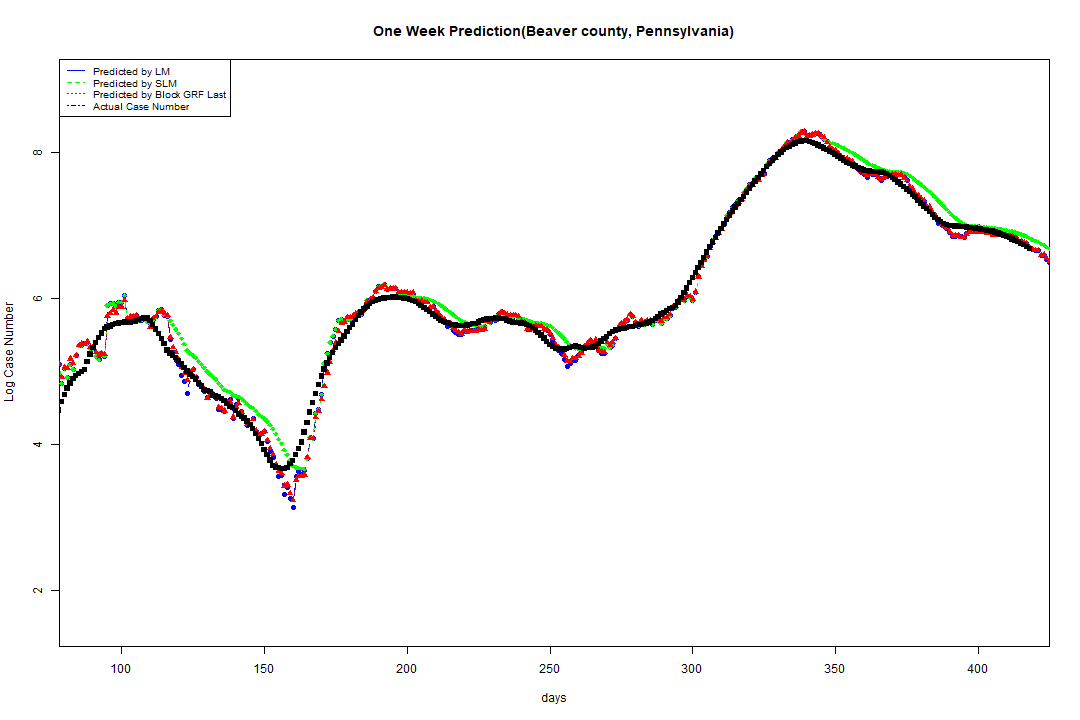 One Week Prediction(Beaver county, Pennsylvania)
Predicted by LM
Predicted by SLM
Predicted by Block GRF Last
Actual Case Number
8
6
4
2
Log Case Number
100 150 200 250 300 350 400
days